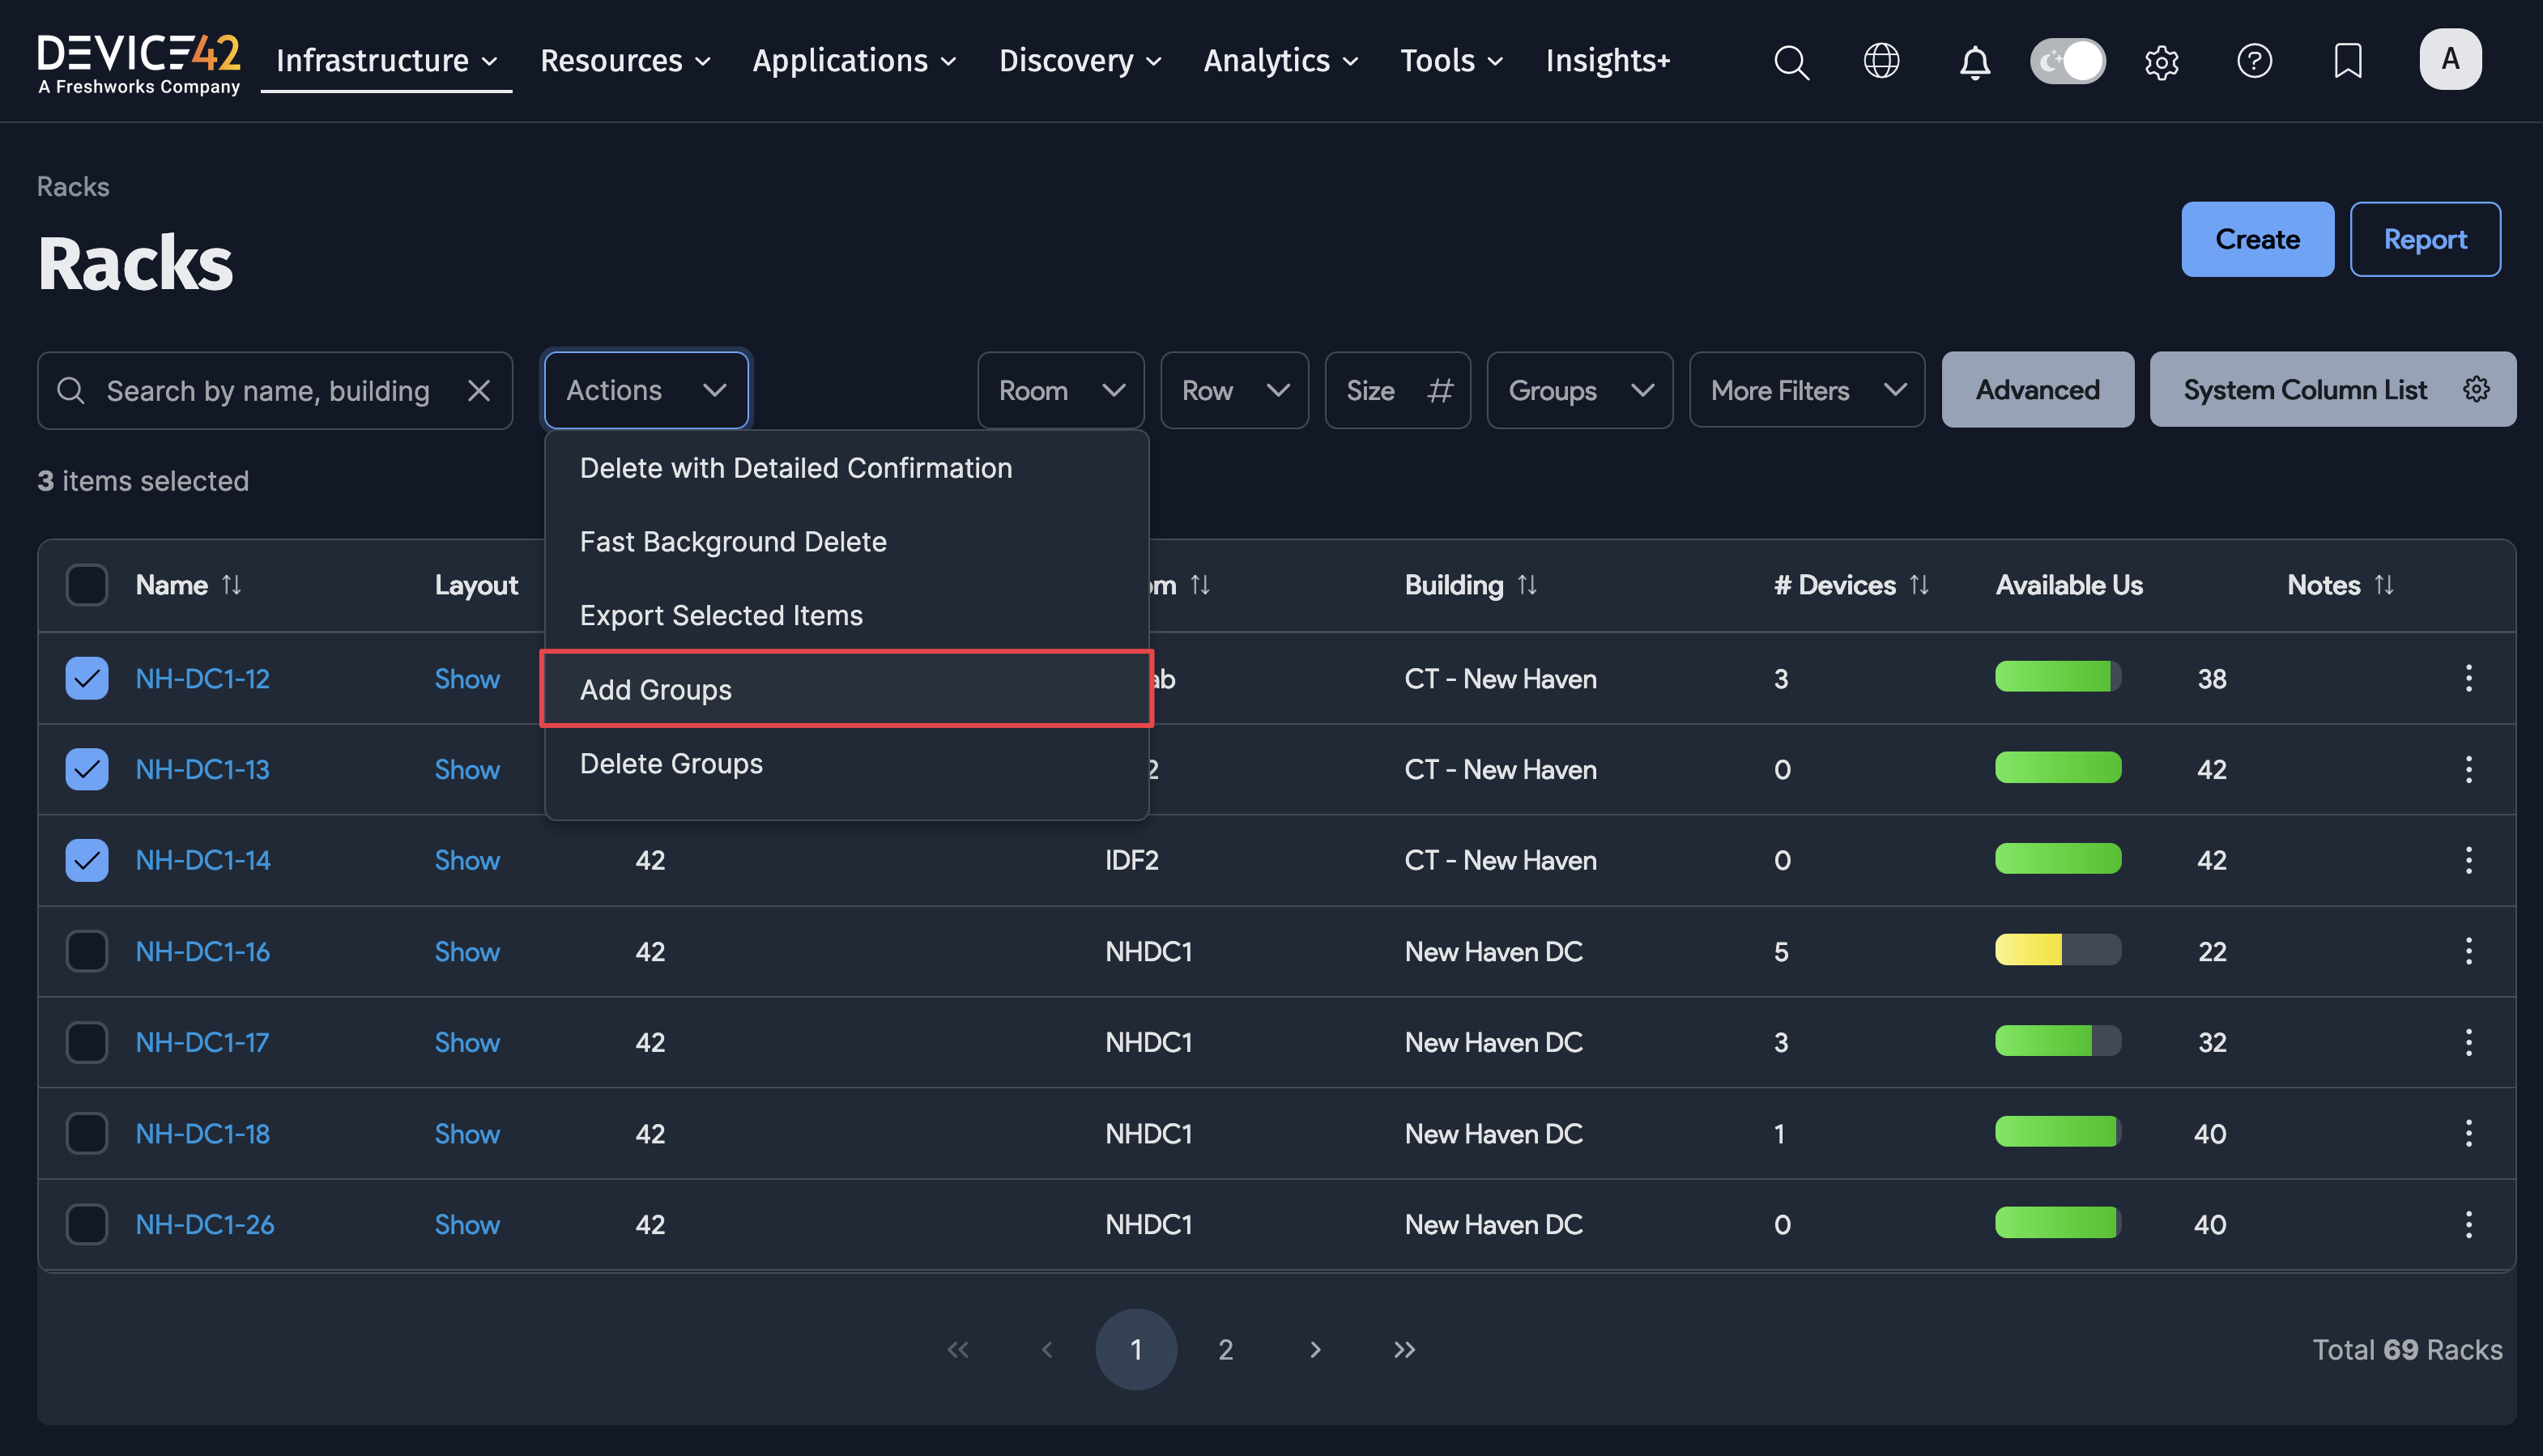 DEVICE42
A Freshworks Company
Infrastructure
Resources
Applications
Discovery
Analytics
Tools
Insights+
A
Racks
Racks
Create
Report
Search by name, building
Actions
Room
Row
Size #
Groups
More Filters
Advanced
System Column List
3 items selected
Delete with Detailed Confirmation
Fast Background Delete
Export Selected Items
Add Groups
Delete Groups
Name Layout om Building # Devices Available Us Notes
NH-DC1-12 Show ab CT - New Haven 3 38
NH-DC1-13 Show 2 CT - New Haven 0 42
NH-DC1-14 Show 42 IDF2 CT - New Haven 0 42
NH-DC1-16 Show 42 NHDC1 New Haven DC 5 22
NH-DC1-17 Show 42 NHDC1 New Haven DC 3 32
NH-DC1-18 Show 42 NHDC1 New Haven DC 1 40
NH-DC1-26 Show 42 NHDC1 New Haven DC 0 40
1 2
Total 69 Racks